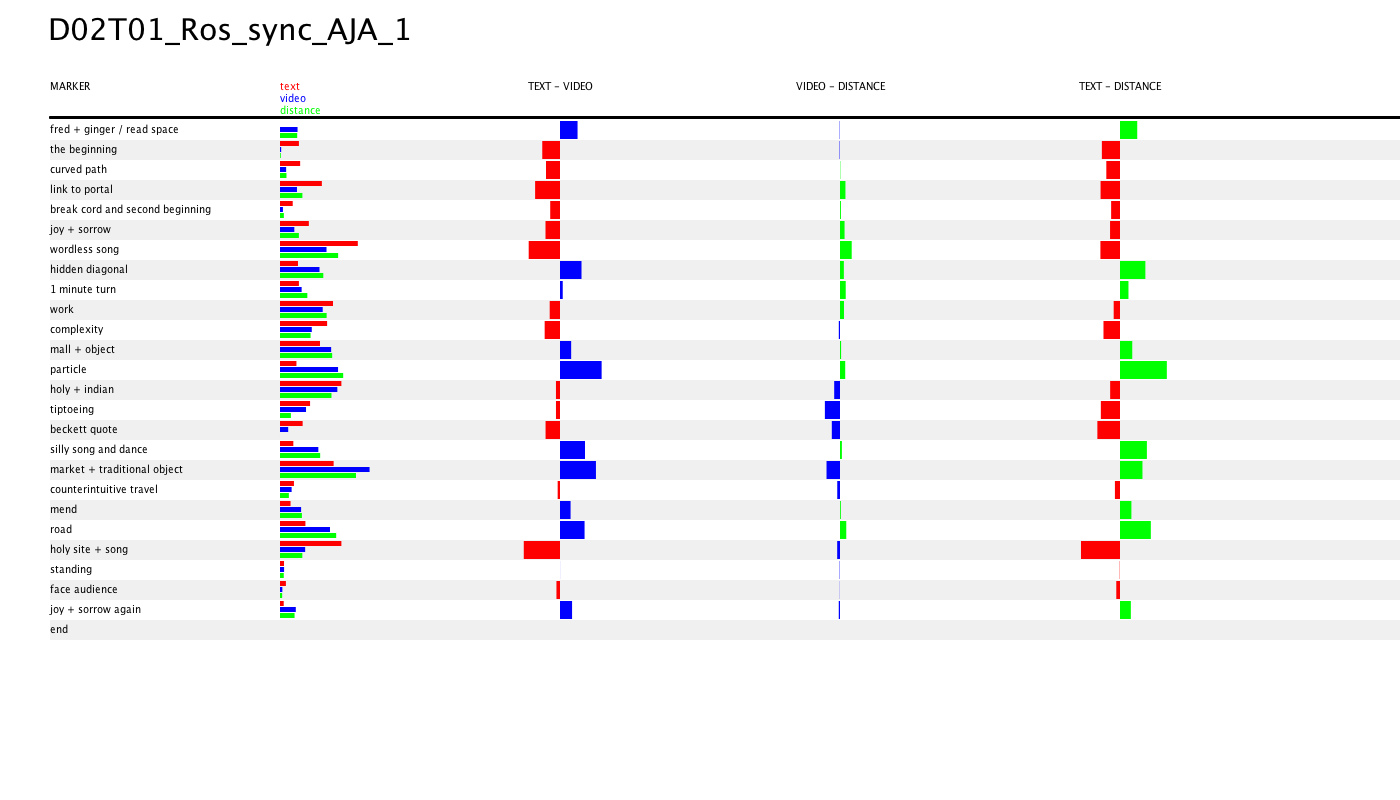 D02T01_Ros_sync_AJA_1
MARKER text TEXT – VIDEO VIDEO – DISTANCE TEXT – DISTANCE
video
distance
fred + ginger / read space
the beginning
curved path
link to portal
break cord and second beginning
joy + sorrow
wordless song
hidden diagonal
1 minute turn
work
complexity
mall + object
particle
holy + indian
tiptoeing
beckett quote
silly song and dance
market + traditional object
counterintuitive travel
mend
road
holy site + song
standing
face audience
joy + sorrow again
end